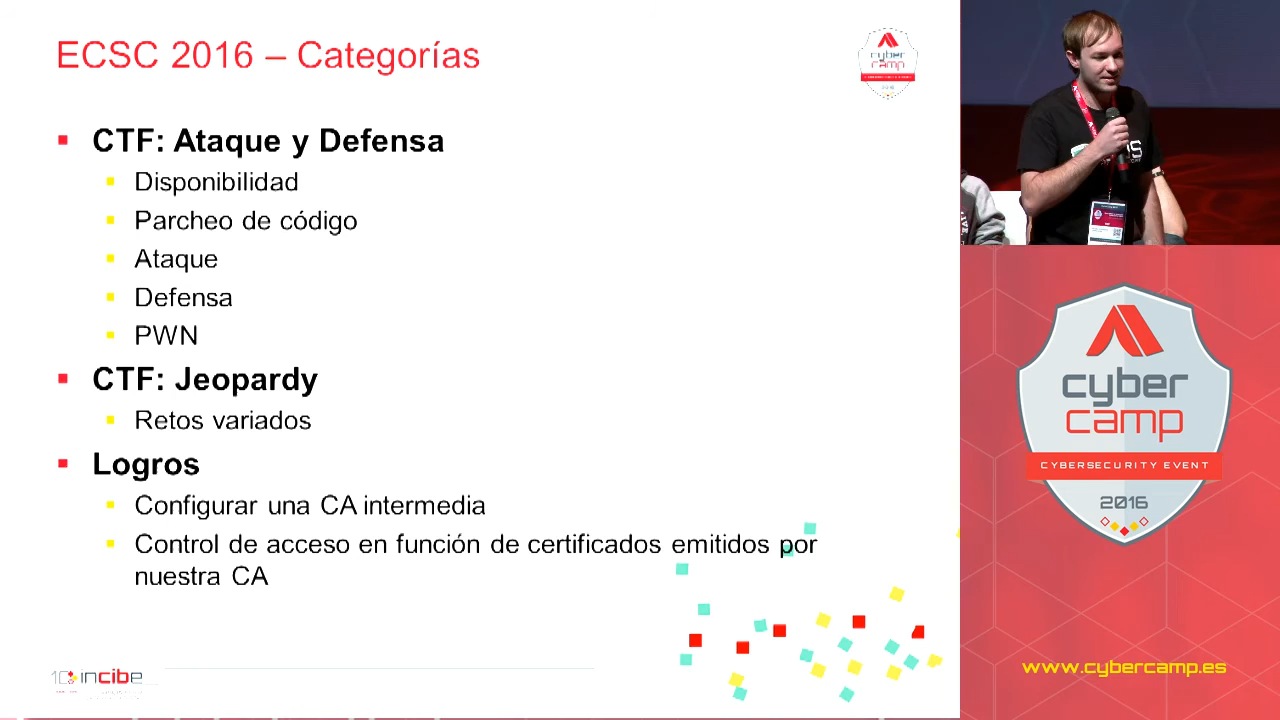 ECSC 2016 – Categorías
cyber
camp
CTF: Ataque y Defensa
Disponibilidad
Parcheo de código
Ataque
Defensa
PWN
CTF: Jeopardy
Retos variados
Logros
Configurar una CA intermedia
Control de acceso en función de certificados emitidos por
nuestra CA
incibe
cyber
camp
CYBERSECURITY EVENT
2016
www.cybercamp.es